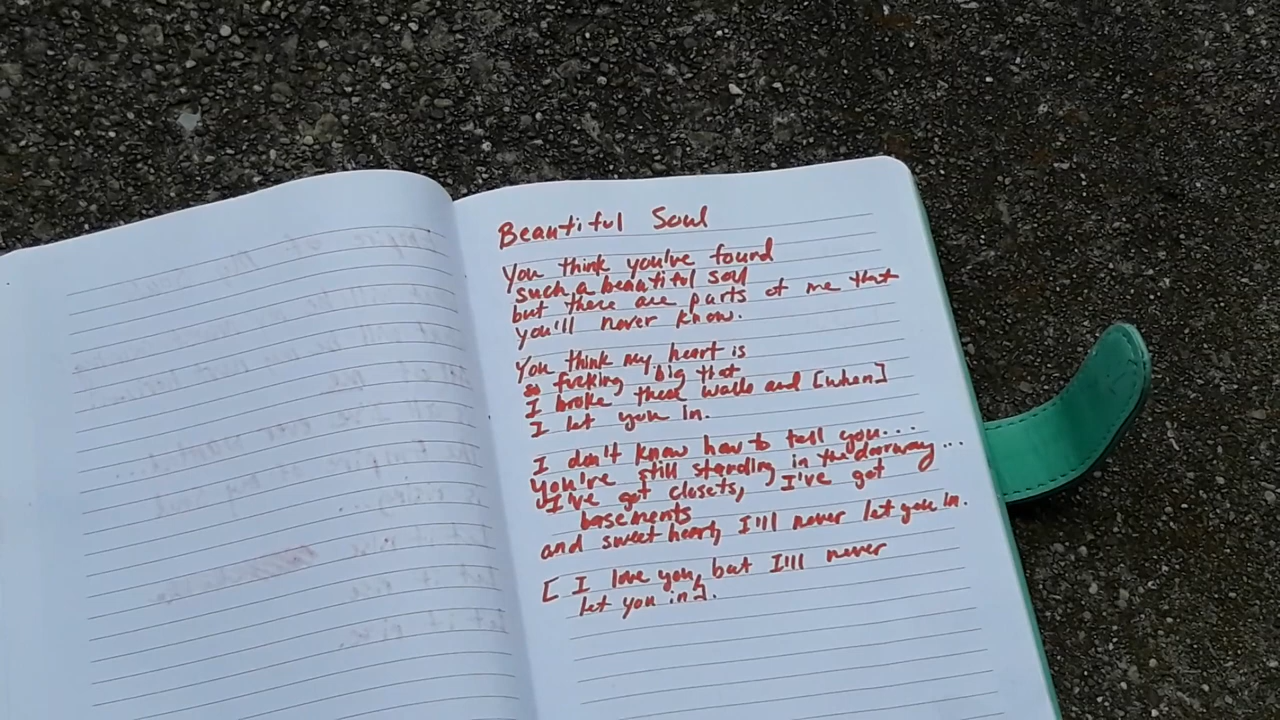 Beautiful Soul
You think you've found
such a beautiful soul
but there are parts of me that
you'll never know.
You think my heart is
so fucking big that
I broke these walls and [when]
I let you in.
I don't know how to tell you...
you're still standing in the doorway...
I've got closets, I've got
basements
and sweetheart, I'll never let you in.
[I love you, but I'll never
let you in].